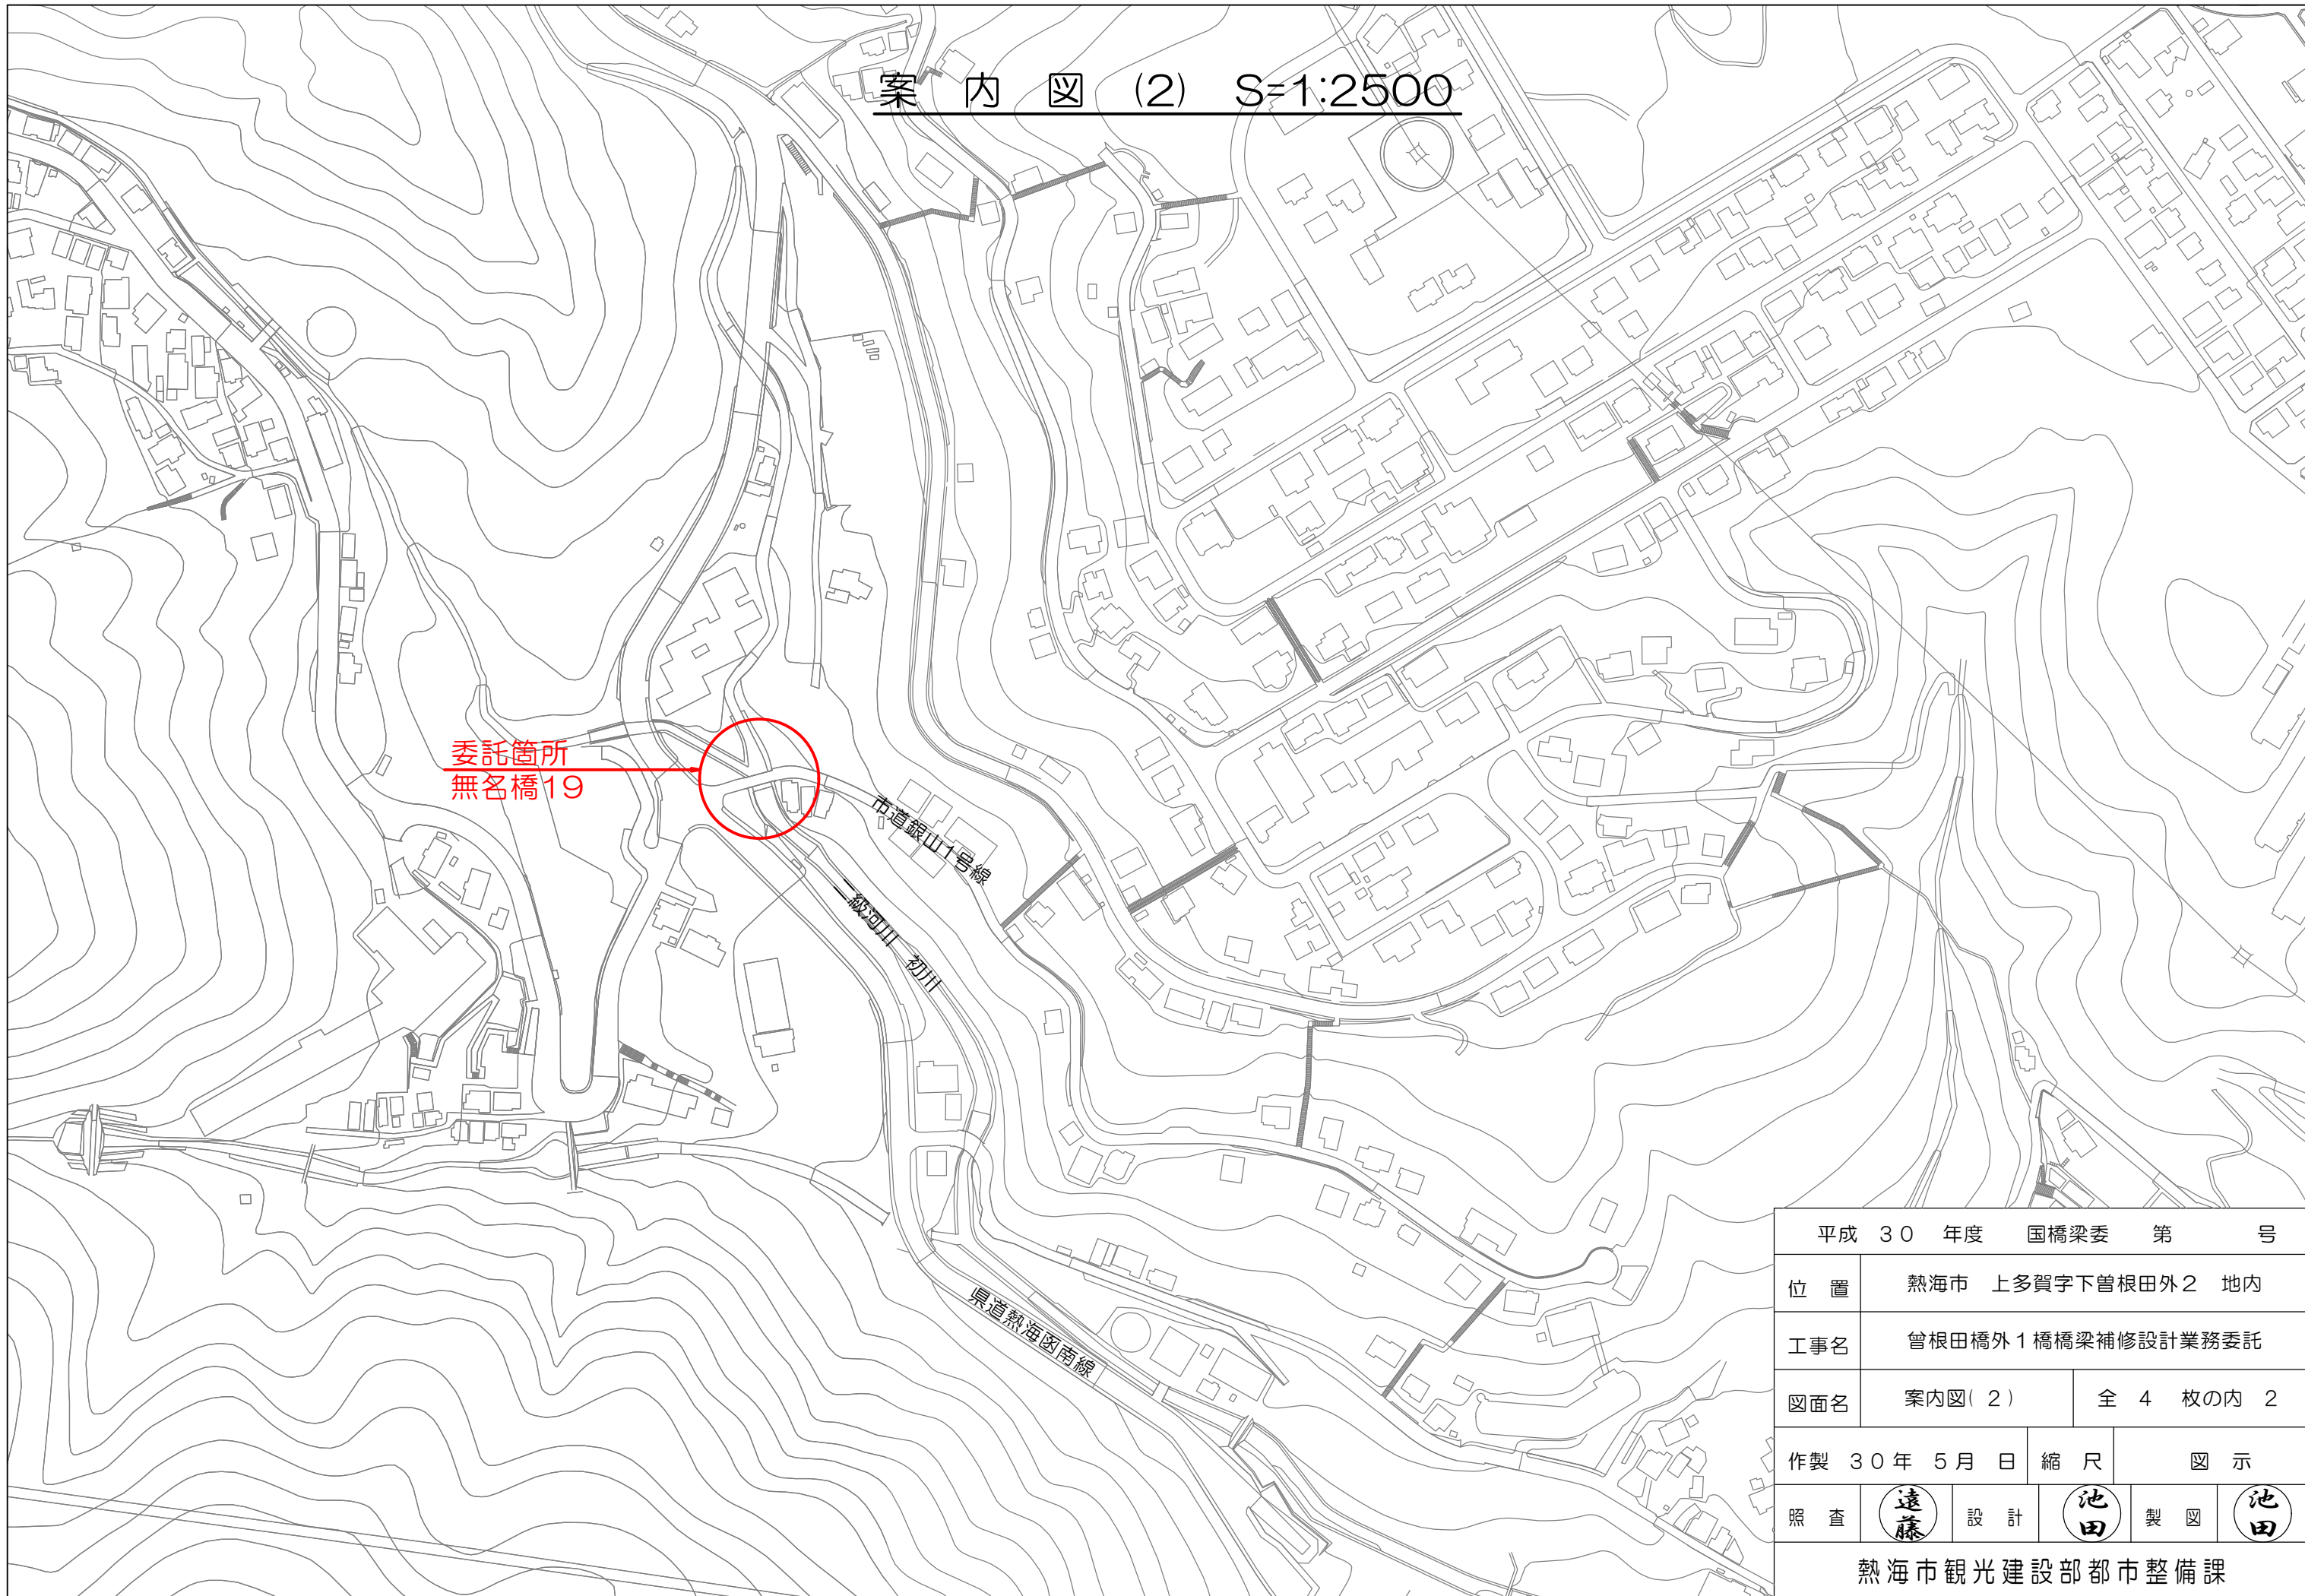 案 内 図 (2) S=1:2500
委託箇所
無名橋19
市道銀山1号線
一級河川 初川
県道熱海函南線
平成 30 年度 国橋梁委 第 号
位 置 熱海市 上多賀字下曽根田外2 地内
工事名 曾根田橋外1橋橋梁補修設計業務委託
図面名 案内図(2) 全 4 枚の内 2
作製 30年 5月 日 縮 尺 図 示
照 査 遠藤 設 計 池田 製 図 池田
熱海市観光建設部都市整備課